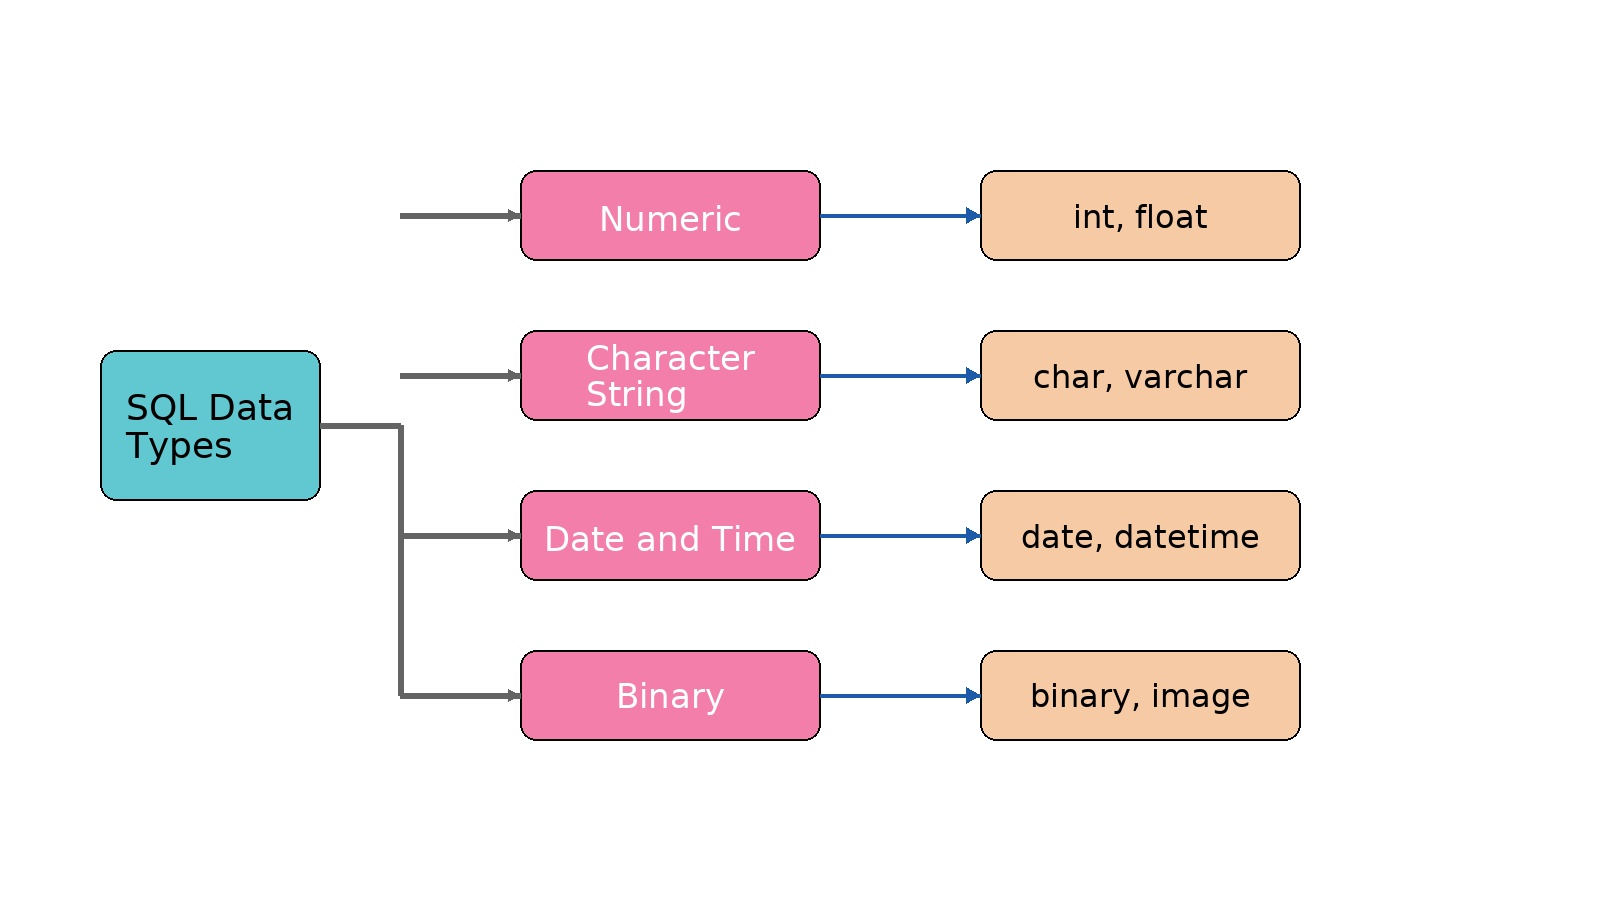 SQL Data
Types
Numeric
int, float
Character
String
char, varchar
Date and Time
date, datetime
Binary
binary, image